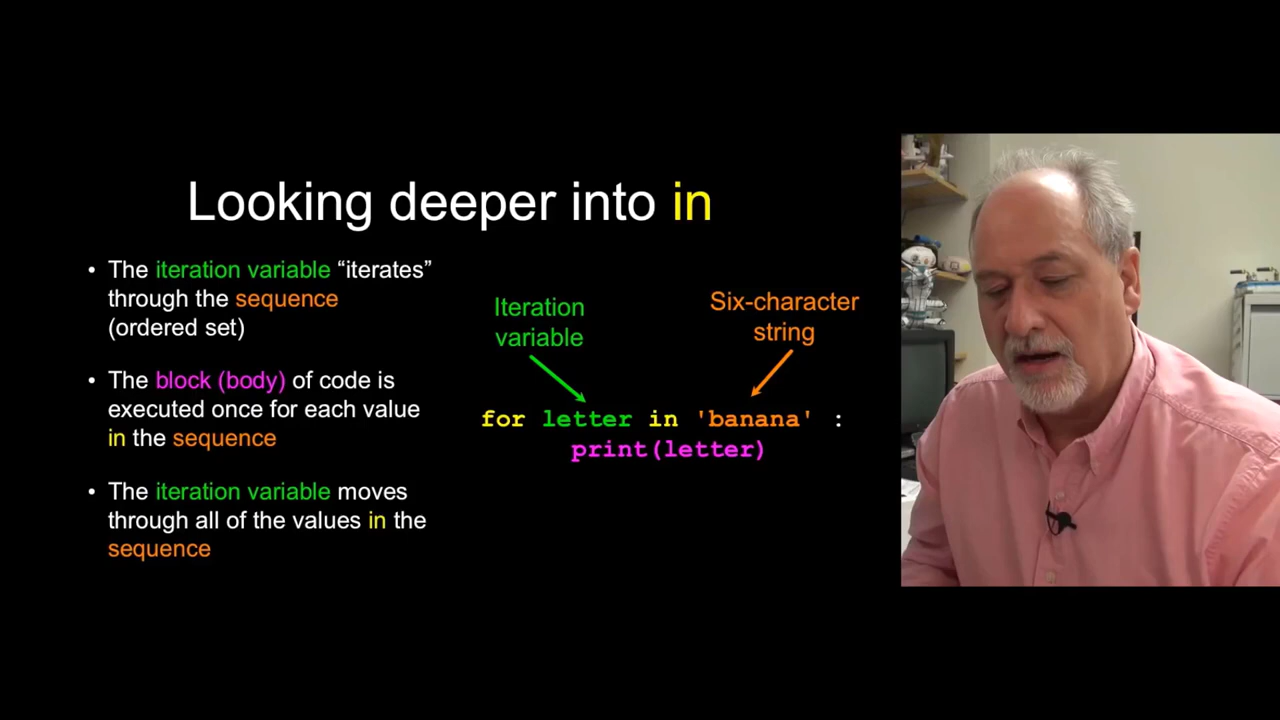 Looking deeper into in
• The iteration variable “iterates”
through the sequence
(ordered set)
• The block (body) of code is
executed once for each value
in the sequence
• The iteration variable moves
through all of the values in the
sequence
Iteration
variable
Six-character
string
for letter in 'banana' :
print(letter)